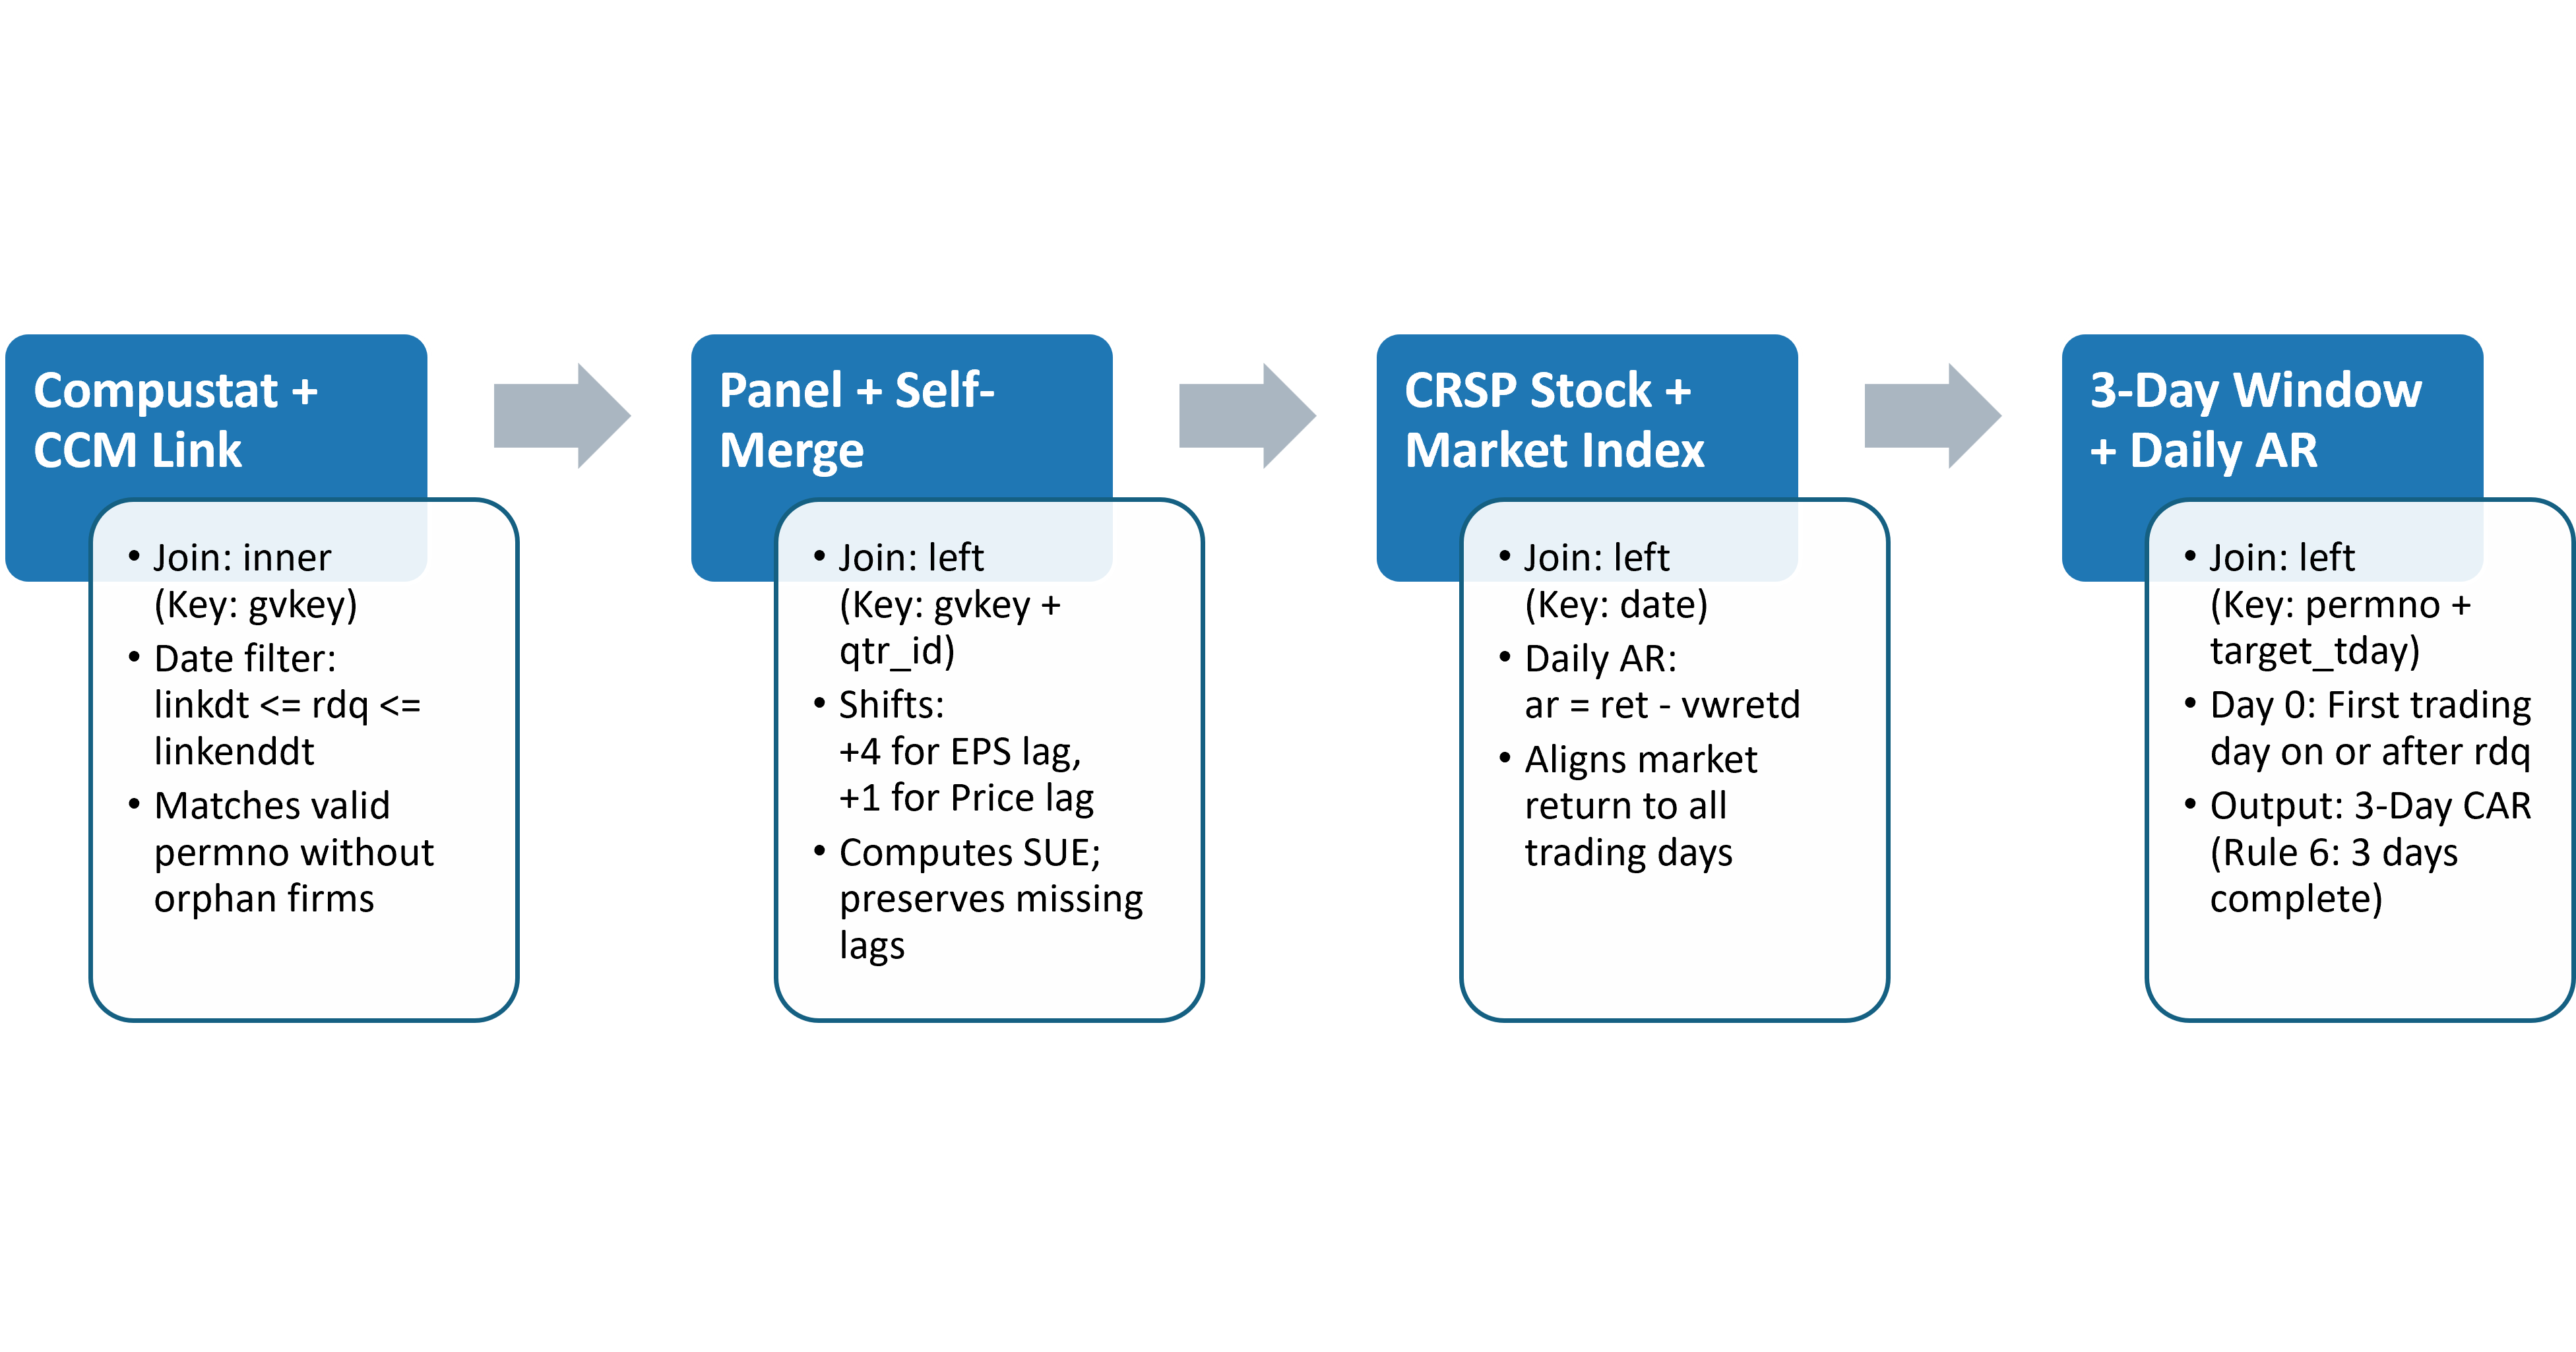 Compustat +
CCM Link
• Join: inner
(Key: gvkey)
• Date filter:
linkdt <= rdq <=
linkenddt
• Matches valid
permno without
orphan firms
Panel + Self-
Merge
• Join: left
(Key: gvkey +
qtr_id)
• Shifts:
+4 for EPS lag,
+1 for Price lag
• Computes SUE;
preserves missing
lags
CRSP Stock +
Market Index
• Join: left
(Key: date)
• Daily AR:
ar = ret - vwretd
• Aligns market
return to all
trading days
3-Day Window
+ Daily AR
• Join: left
(Key: permno +
target_tday)
• Day 0: First trading
day on or after rdq
• Output: 3-Day CAR
(Rule 6: 3 days
complete)